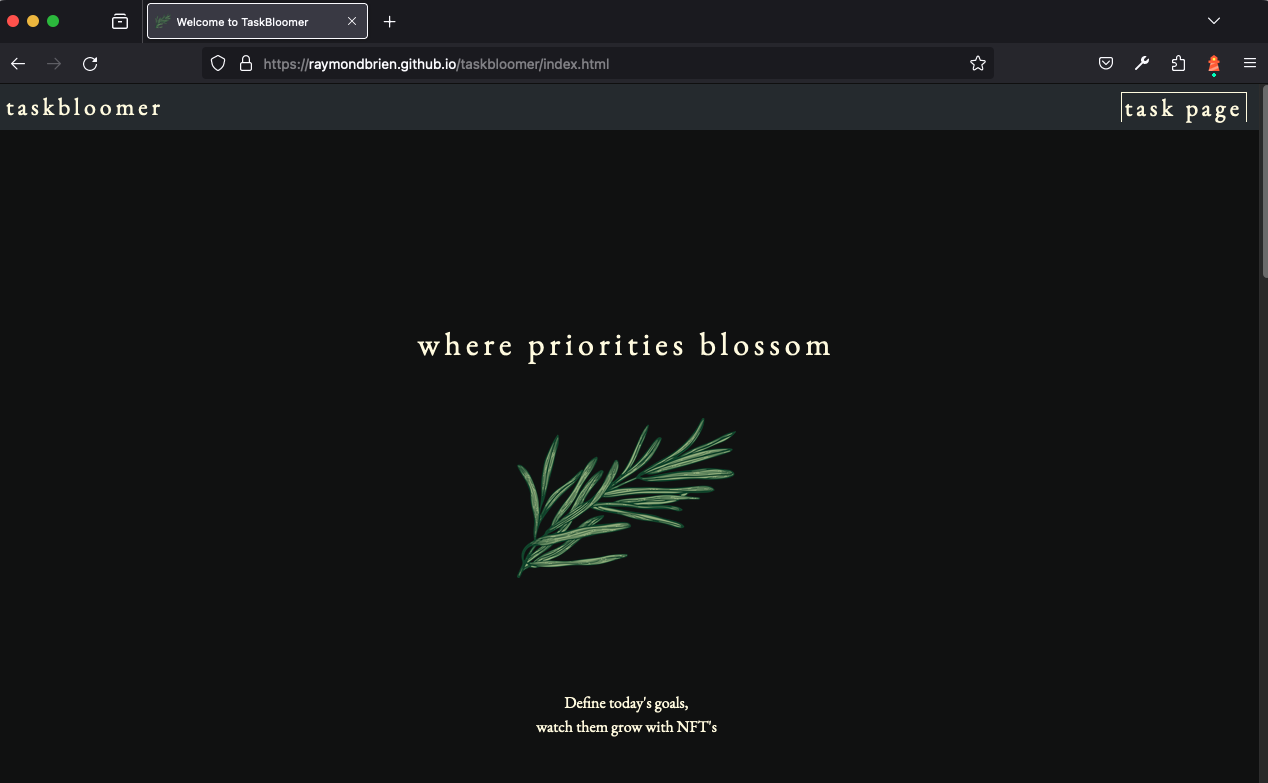 Welcome to TaskBloomer
https://raymondbrien.github.io/taskbloomer/index.html
taskbloomer
task page
where priorities blossom
Define today's goals,
watch them grow with NFT's